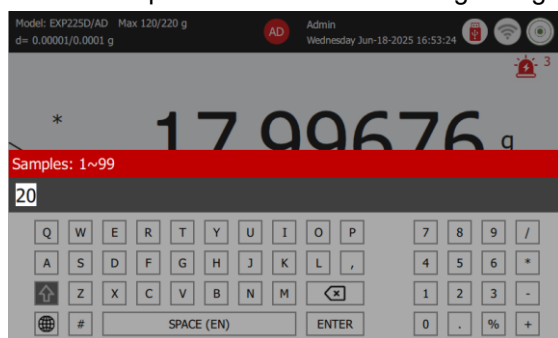 Model: EXP225D/AD Max 120/220 g
d= 0.00001/0.0001 g
AD
Admin
Wednesday Jun-18-2025 16:53:24
3
* 17.99676 g
Samples: 1~99
20
Q W E R T Y U I O P 7 8 9 /
A S D F G H J K L , 4 5 6 *
Z X C V B N M 1 2 3 -
# SPACE (EN) ENTER 0 . % +